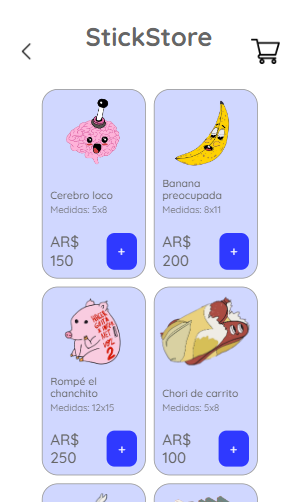 StickStore
Cerebro loco
Medidas: 5x8
AR$
150
+
Banana
preocupada
Medidas: 8x11
AR$
200
+
Rompé el
chanchito
Medidas: 12x15
AR$
250
+
Chori de carrito
Medidas: 5x8
AR$
100
+